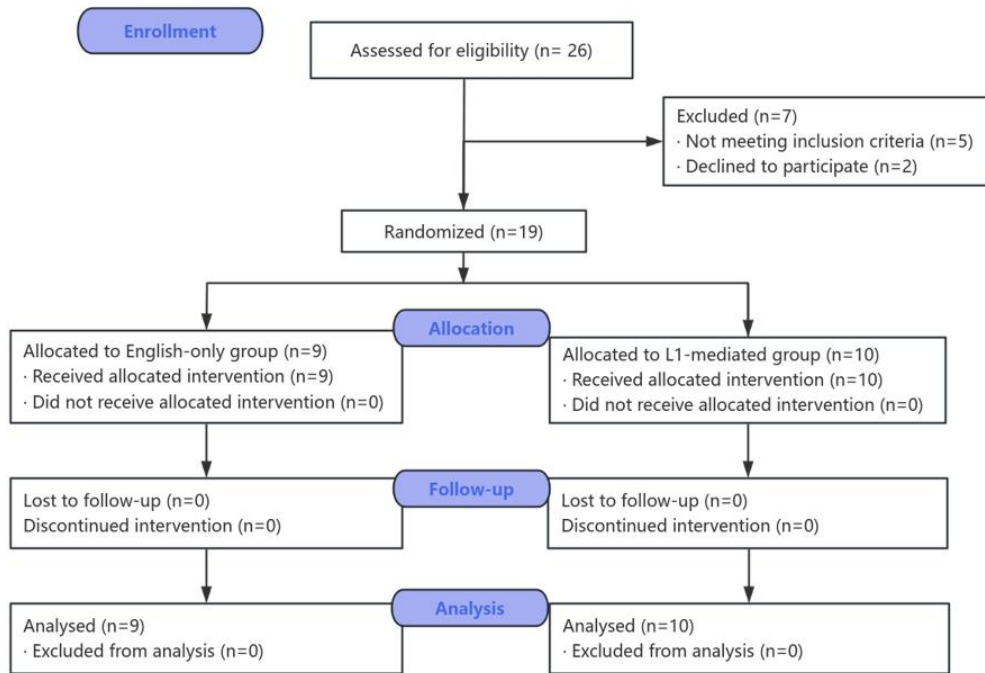 Enrollment
Assessed for eligibility (n= 26)
Excluded (n=7)
· Not meeting inclusion criteria (n=5)
· Declined to participate (n=2)
Randomized (n=19)
Allocation
Allocated to English-only group (n=9)
· Received allocated intervention (n=9)
· Did not receive allocated intervention (n=0)
Allocated to L1-mediated group (n=10)
· Received allocated intervention (n=10)
· Did not receive allocated intervention (n=0)
Follow-up
Lost to follow-up (n=0)
Discontinued intervention (n=0)
Lost to follow-up (n=0)
Discontinued intervention (n=0)
Analysis
Analysed (n=9)
· Excluded from analysis (n=0)
Analysed (n=10)
· Excluded from analysis (n=0)